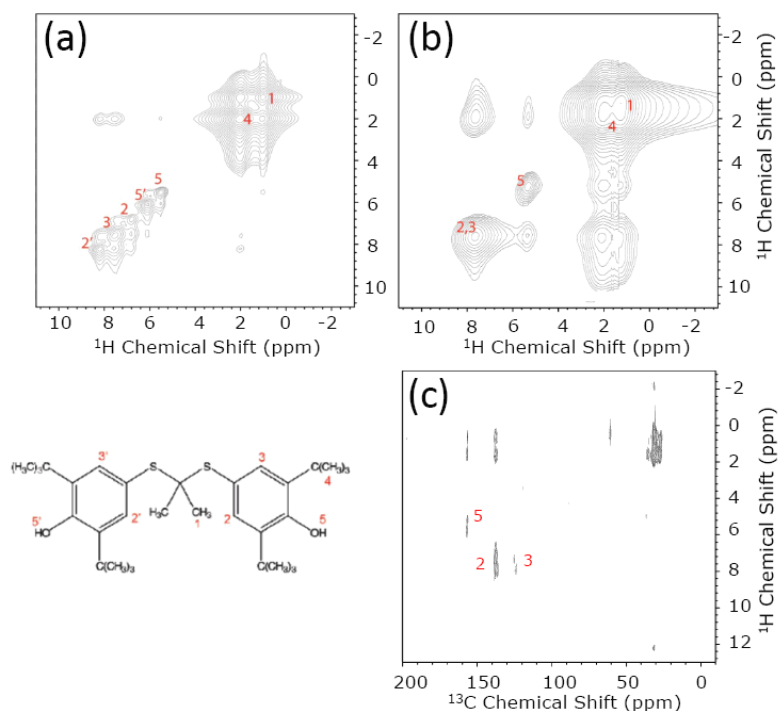 (a)
-2
0
2
4
6
8
10
1
4
5
5'
2
3
2'
10 8 6 4 2 0 -2
¹H Chemical Shift (ppm)
(b)
-2
0
2
4
6
8
10
1
4
5
2,3
10 8 6 4 2 0 -2
¹H Chemical Shift (ppm)
¹H Chemical Shift (ppm)
3' S S 3
(H₃C)₃C C(CH₃)₃
4
5' 2' H₃C CH₃ 2 5
HO 1 OH
C(CH₃)₃ C(CH₃)₃
(c)
-2
0
2
4
6
8
10
12
5
2 3
200 150 100 50 0
¹³C Chemical Shift (ppm)
¹H Chemical Shift (ppm)